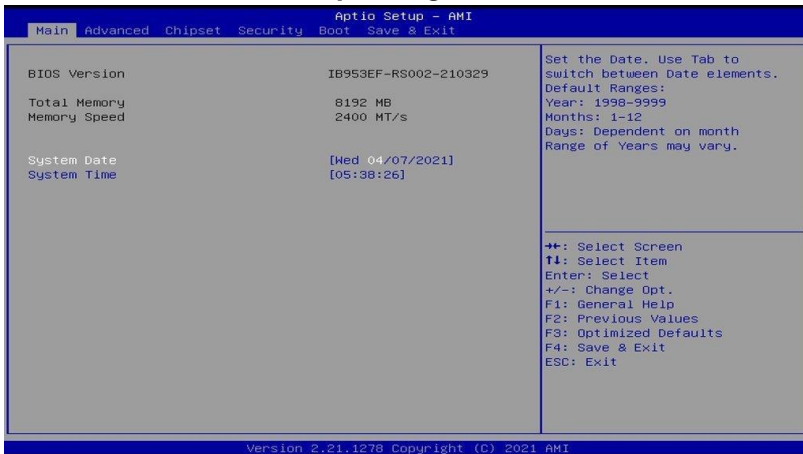 Aptio Setup – AMI
Main Advanced Chipset Security Boot Save & Exit
BIOS Version IB953EF-RS002-210329
Total Memory 8192 MB
Memory Speed 2400 MT/s
System Date [Wed 04/07/2021]
System Time [05:38:26]
Set the Date. Use Tab to
switch between Date elements.
Default Ranges:
Year: 1998-9999
Months: 1-12
Days: Dependent on month
Range of Years may vary.
→←: Select Screen
↑↓: Select Item
Enter: Select
+/-: Change Opt.
F1: General Help
F2: Previous Values
F3: Optimized Defaults
F4: Save & Exit
ESC: Exit
Version 2.21.1278 Copyright (C) 2021 AMI